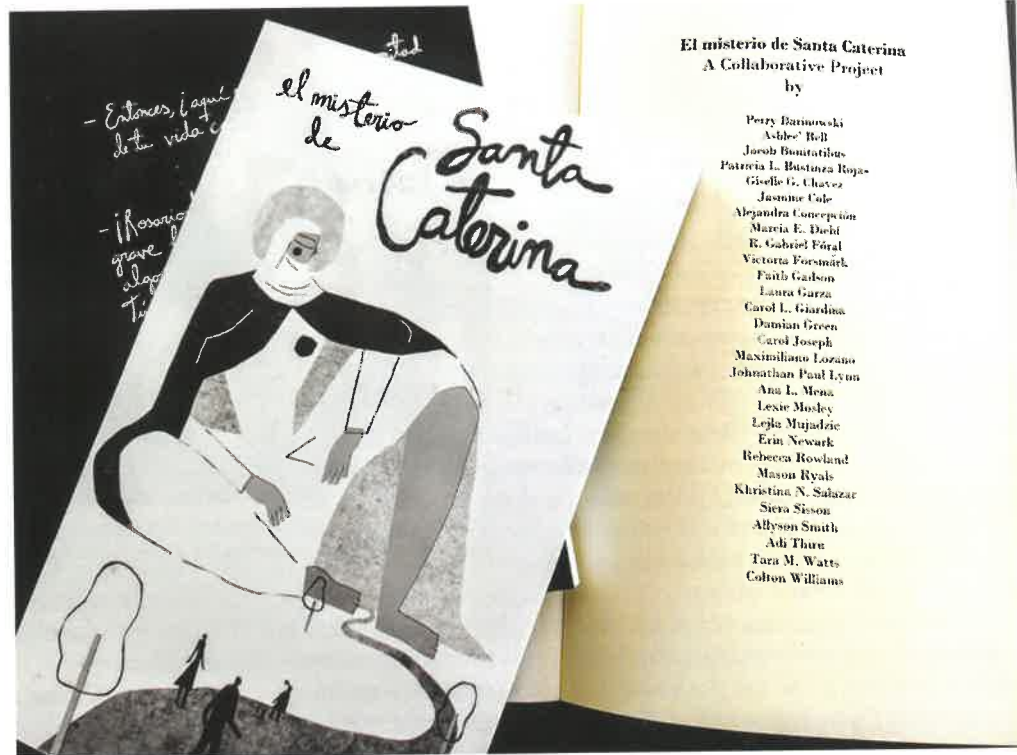 - Entonces, ¡aquí
de tu vida
- ¡Rosario
grave
algo
Tú
el misterio
de
Santa
Caterina
El misterio de Santa Caterina
A Collaborative Project
by
Perry Darinowski
Ashlee' Bell
Jacob Bonitatibus
Patricia L. Bustinza Rojas
Giselle G. Chavez
Jasmine Cole
Alejandra Concepción
Marcia E. Diehl
R. Gabriel Fóral
Victoria Forsmark
Faith Gadson
Laura Garza
Carol L. Giardina
Damian Green
Carol Joseph
Maximiliano Lozano
Johnathan Paul Lynn
Ana L. Mena
Lexie Mosley
Lejla Mujadzic
Erin Newark
Rebecca Rowland
Mason Ryals
Khristina N. Salazar
Siera Sisson
Allyson Smith
Adi Thure
Tara M. Watts
Colton Williams